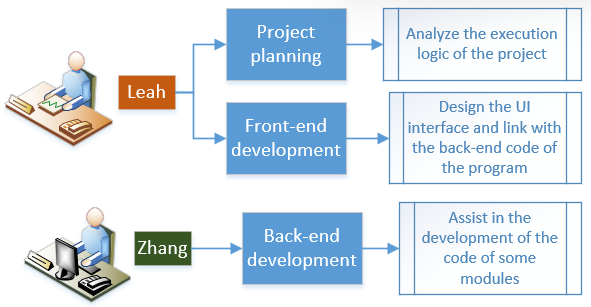 Project
planning
Analyze the execution
logic of the project
Leah
Front-end
development
Design the UI
interface and link with
the back-end code of
the program
Zhang
Back-end
development
Assist in the
development of the
code of some
modules